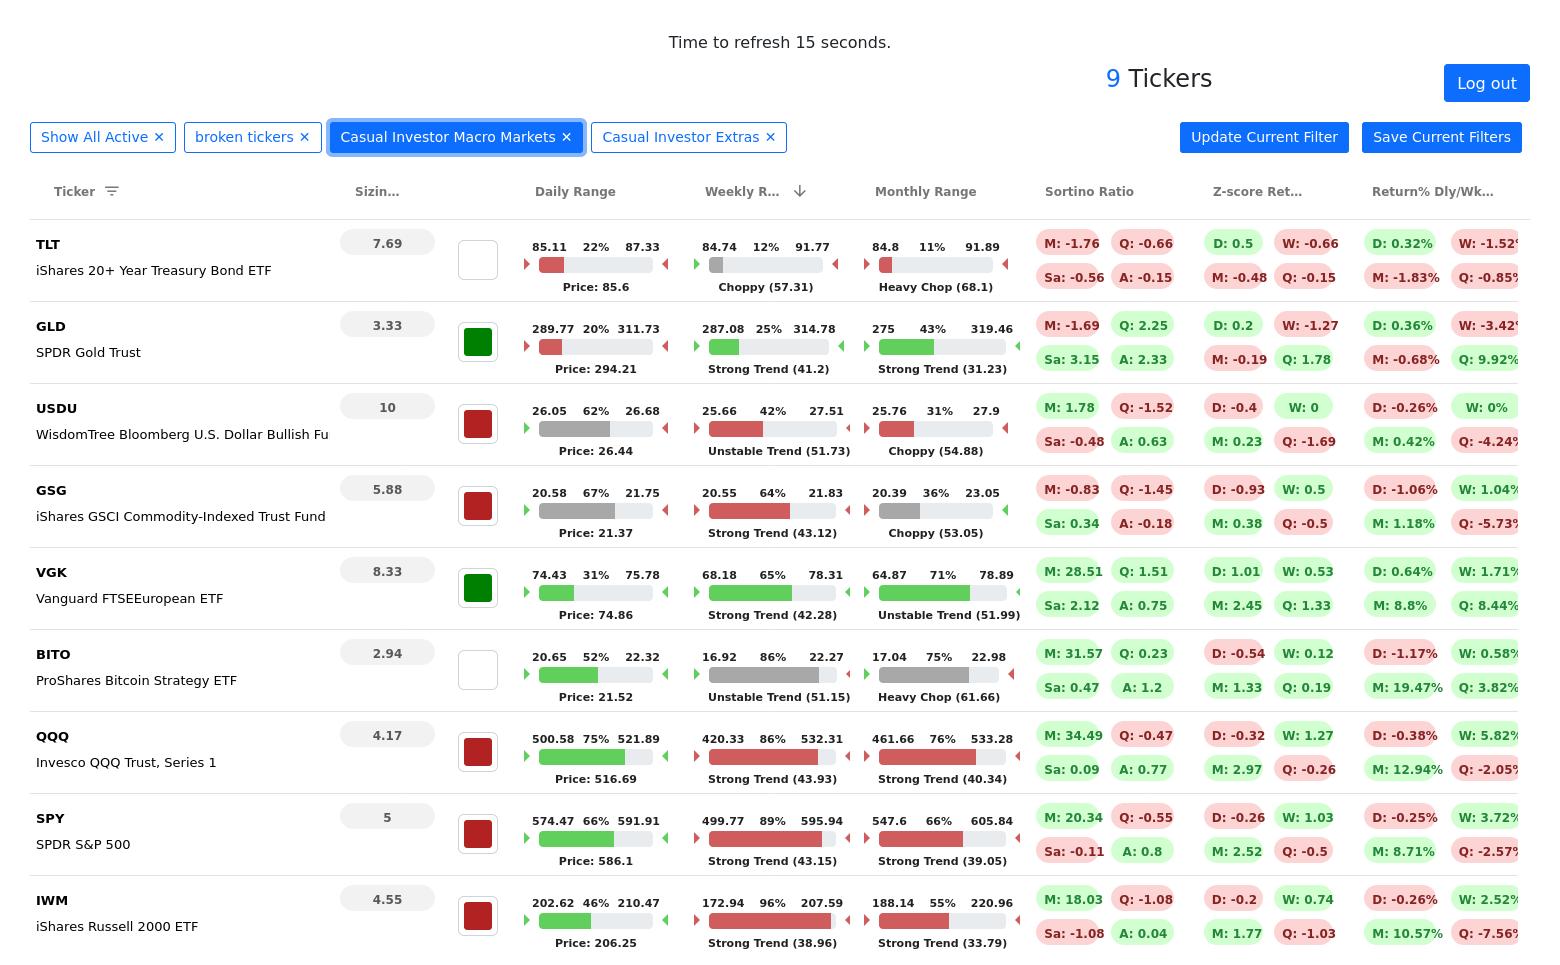 Time to refresh 15 seconds.
9 Tickers
Log out
Show All Active ✕ broken tickers ✕ Casual Investor Macro Markets ✕ Casual Investor Extras ✕ Update Current Filter Save Current Filters
Ticker Sizin... Daily Range Weekly R... Monthly Range Sortino Ratio Z-score Ret... Return% Dly/Wk...
TLT 7.69 85.11 22% 87.33 84.74 12% 91.77 84.8 11% 91.89 M: -1.76 Q: -0.66 D: 0.5 W: -0.66 D: 0.32% W: -1.52%
iShares 20+ Year Treasury Bond ETF Price: 85.6 Choppy (57.31) Heavy Chop (68.1) Sa: -0.56 A: -0.15 M: -0.48 Q: -0.15 M: -1.83% Q: -0.85%
GLD 3.33 289.77 20% 311.73 287.08 25% 314.78 275 43% 319.46 M: -1.69 Q: 2.25 D: 0.2 W: -1.27 D: 0.36% W: -3.42%
SPDR Gold Trust Price: 294.21 Strong Trend (41.2) Strong Trend (31.23) Sa: 3.15 A: 2.33 M: -0.19 Q: 1.78 M: -0.68% Q: 9.92%
USDU 10 26.05 62% 26.68 25.66 42% 27.51 25.76 31% 27.9 M: 1.78 Q: -1.52 D: -0.4 W: 0 D: -0.26% W: 0%
WisdomTree Bloomberg U.S. Dollar Bullish Fu Price: 26.44 Unstable Trend (51.73) Choppy (54.88) Sa: -0.48 A: 0.63 M: 0.23 Q: -1.69 M: 0.42% Q: -4.24%
GSG 5.88 20.58 67% 21.75 20.55 64% 21.83 20.39 36% 23.05 M: -0.83 Q: -1.45 D: -0.93 W: 0.5 D: -1.06% W: 1.04%
iShares GSCI Commodity-Indexed Trust Fund Price: 21.37 Strong Trend (43.12) Choppy (53.05) Sa: 0.34 A: -0.18 M: 0.38 Q: -0.5 M: 1.18% Q: -5.73%
VGK 8.33 74.43 31% 75.78 68.18 65% 78.31 64.87 71% 78.89 M: 28.51 Q: 1.51 D: 1.01 W: 0.53 D: 0.64% W: 1.71%
Vanguard FTSEEuropean ETF Price: 74.86 Strong Trend (42.28) Unstable Trend (51.99) Sa: 2.12 A: 0.75 M: 2.45 Q: 1.33 M: 8.8% Q: 8.44%
BITO 2.94 20.65 52% 22.32 16.92 86% 22.27 17.04 75% 22.98 M: 31.57 Q: 0.23 D: -0.54 W: 0.12 D: -1.17% W: 0.58%
ProShares Bitcoin Strategy ETF Price: 21.52 Unstable Trend (51.15) Heavy Chop (61.66) Sa: 0.47 A: 1.2 M: 1.33 Q: 0.19 M: 19.47% Q: 3.82%
QQQ 4.17 500.58 75% 521.89 420.33 86% 532.31 461.66 76% 533.28 M: 34.49 Q: -0.47 D: -0.32 W: 1.27 D: -0.38% W: 5.82%
Invesco QQQ Trust, Series 1 Price: 516.69 Strong Trend (43.93) Strong Trend (40.34) Sa: 0.09 A: 0.77 M: 2.97 Q: -0.26 M: 12.94% Q: -2.05%
SPY 5 574.47 66% 591.91 499.77 89% 595.94 547.6 66% 605.84 M: 20.34 Q: -0.55 D: -0.26 W: 1.03 D: -0.25% W: 3.72%
SPDR S&P 500 Price: 586.1 Strong Trend (43.15) Strong Trend (39.05) Sa: -0.11 A: 0.8 M: 2.52 Q: -0.5 M: 8.71% Q: -2.57%
IWM 4.55 202.62 46% 210.47 172.94 96% 207.59 188.14 55% 220.96 M: 18.03 Q: -1.08 D: -0.2 W: 0.74 D: -0.26% W: 2.52%
iShares Russell 2000 ETF Price: 206.25 Strong Trend (38.96) Strong Trend (33.79) Sa: -1.08 A: 0.04 M: 1.77 Q: -1.03 M: 10.57% Q: -7.56%